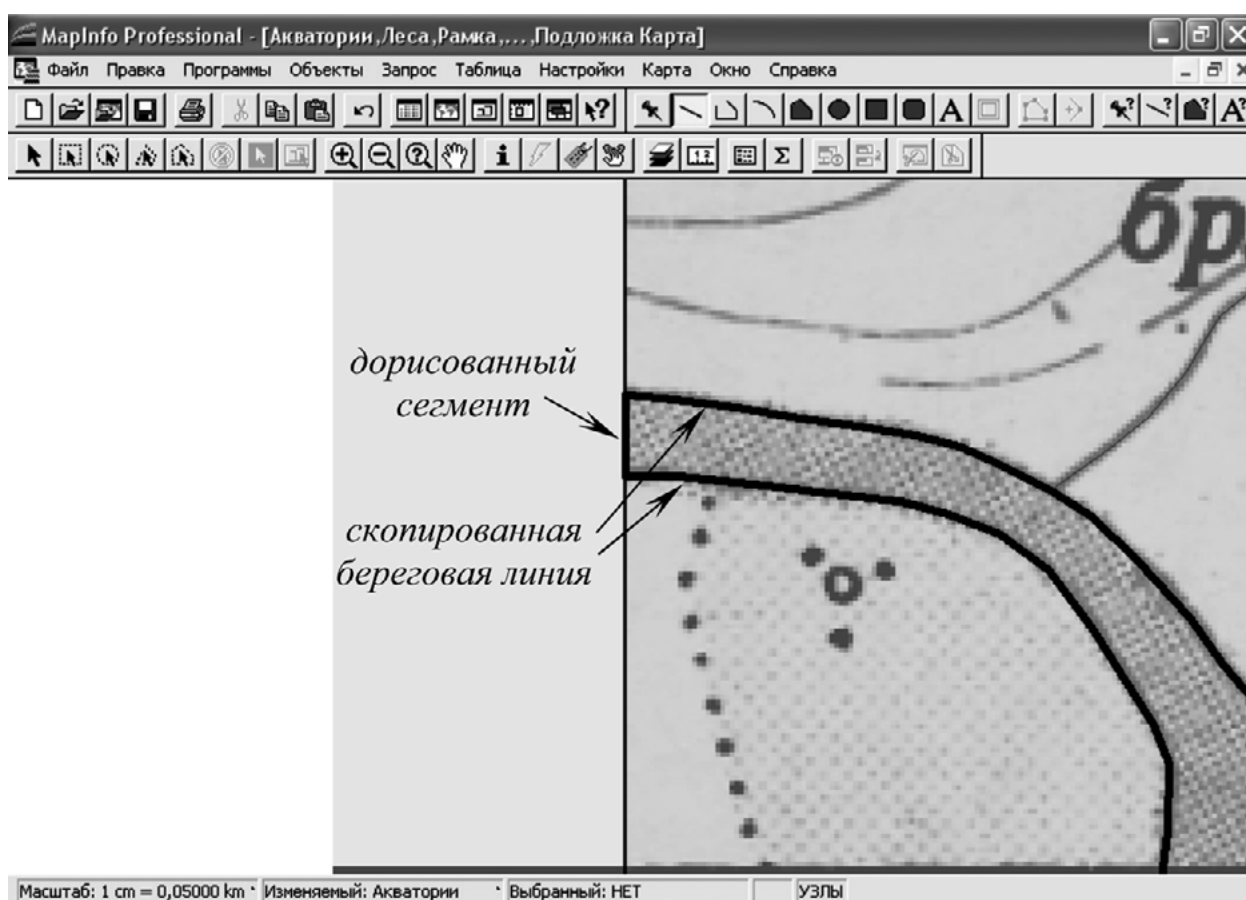 MapInfo Professional - [Акватории,Леса,Рамка,...,Подложка Карта]
Файл Правка Программы Объекты Запрос Таблица Настройки Карта Окно Справка
бр
дорисованный
сегмент
скопированная
береговая линия
о
Масштаб: 1 cm = 0,05000 km Изменяемый: Акватории Выбранный: НЕТ УЗЛЫ